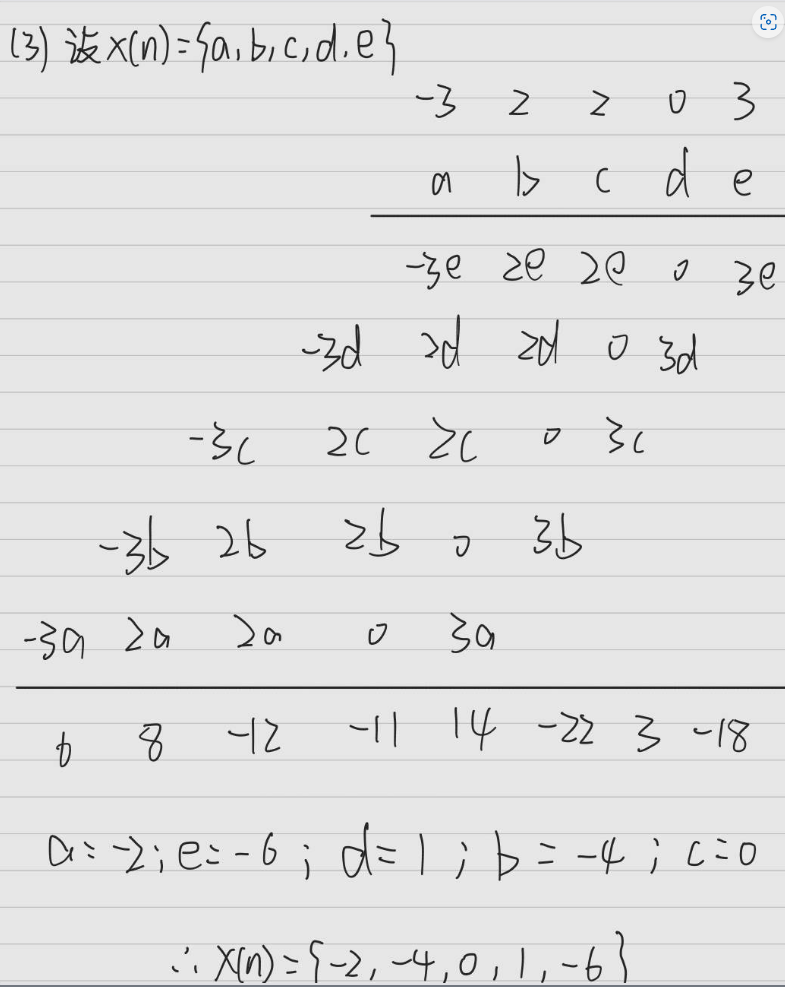 (3) 设x(n)={a,b,c,d.e}
-3 2 2 0 3
a b c d e
-3e 2e 2e 0 3e
-3d 2d 2d 0 3d
-3c 2c 2c 0 3c
-3b 2b 2b 0 3b
-3a 2a 2a 0 3a
6 8 -12 -11 14 -22 3 -18
a=-2;e=-6;d=1;b=-4;c=0
∴x(n)={-2,-4,0,1,-6}